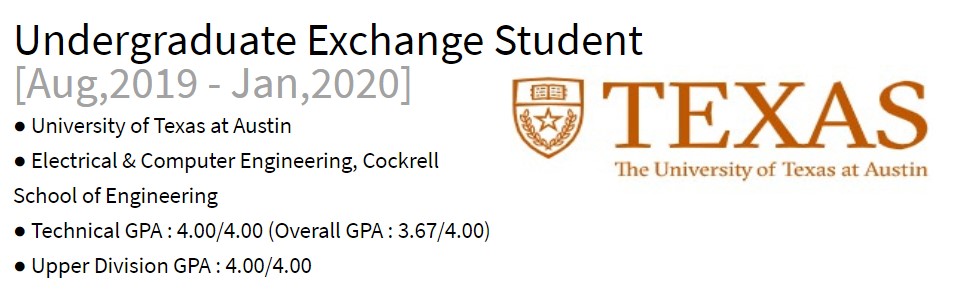 Undergraduate Exchange Student
[Aug,2019 - Jan,2020]
● University of Texas at Austin
● Electrical & Computer Engineering, Cockrell
School of Engineering
● Technical GPA : 4.00/4.00 (Overall GPA : 3.67/4.00)
● Upper Division GPA : 4.00/4.00
TEXAS
The University of Texas at Austin